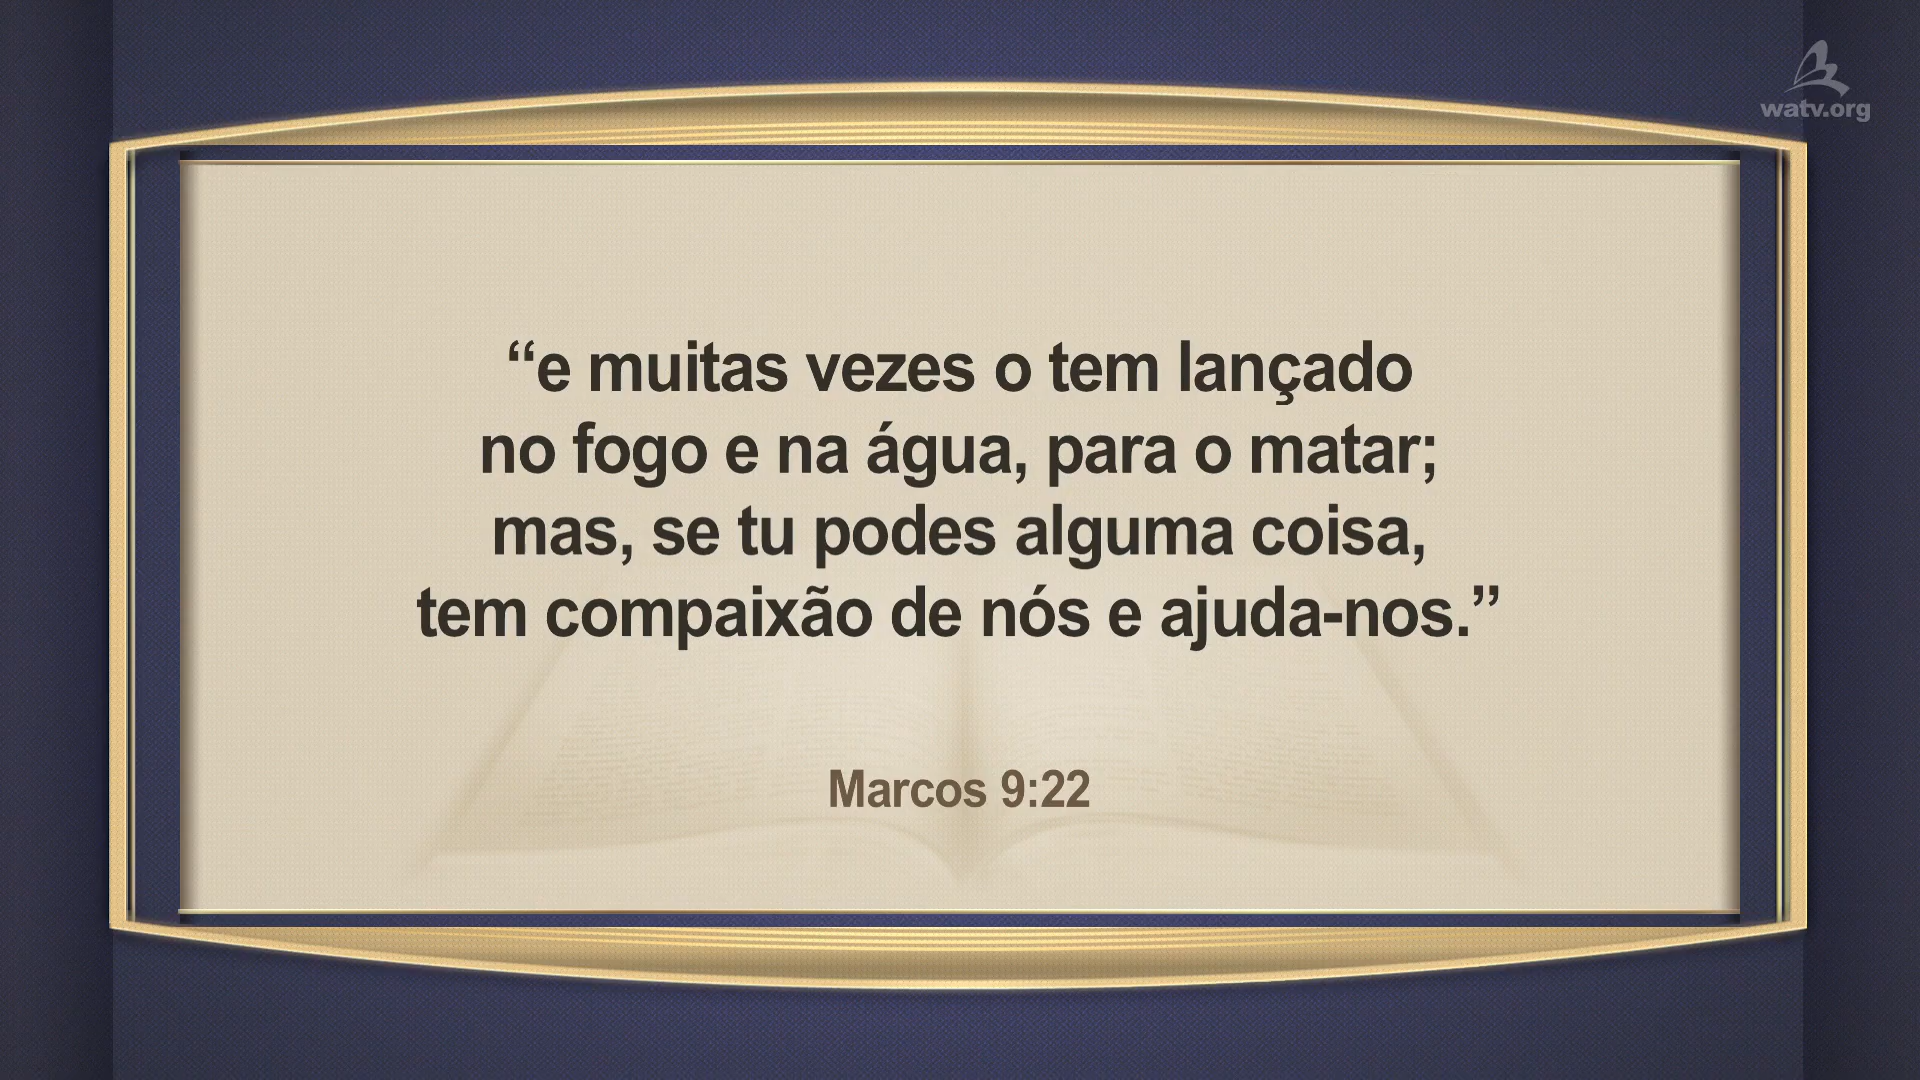 watv.org
“e muitas vezes o tem lançado
no fogo e na água, para o matar;
mas, se tu podes alguma coisa,
tem compaixão de nós e ajuda-nos.”
Marcos 9:22